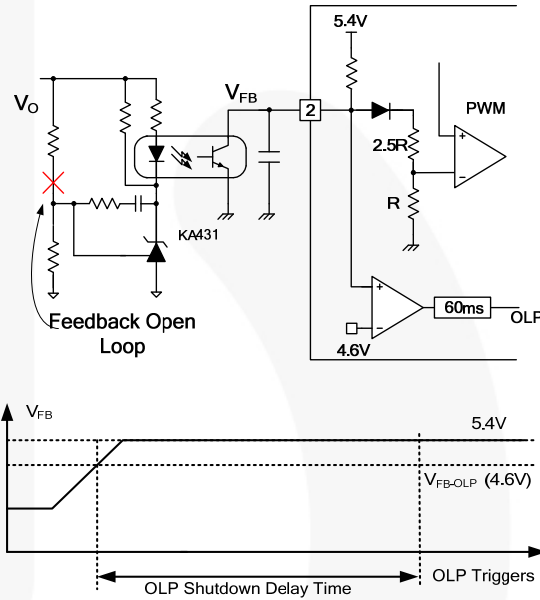 5.4V
V_O
V_FB
2
PWM
+
−
2.5R
R
KA431
+
−
60ms
OLP
4.6V
Feedback Open
Loop
V_FB
5.4V
V_FB-OLP (4.6V)
OLP Triggers
OLP Shutdown Delay Time